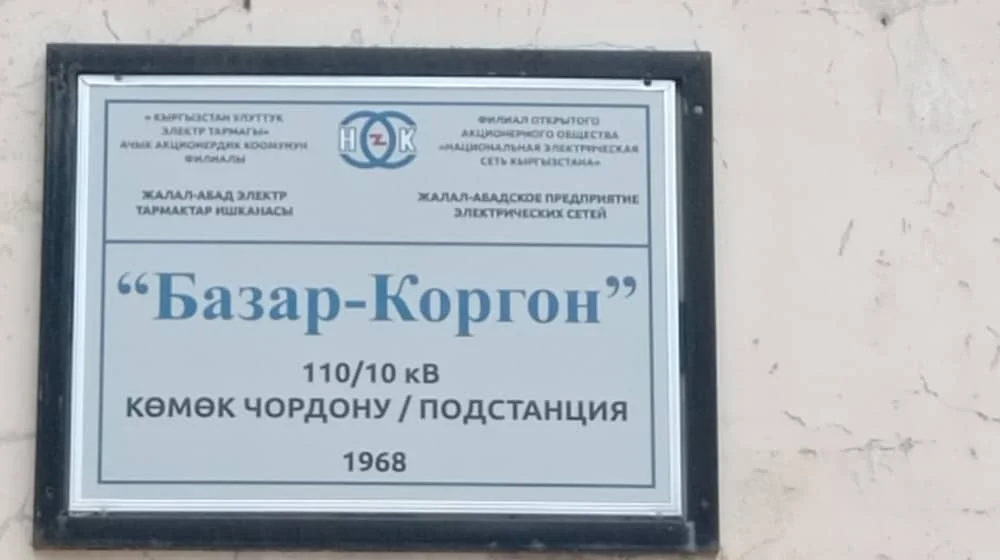 « КЫРГЫЗСТАН УЛУТТУК
ЭЛЕКТР ТАРМАГЫ»
АЧЫК АКЦИОНЕРДИК КООМУНУН
ФИЛИАЛЫ
НЭСК
ФИЛИАЛ ОТКРЫТОГО
АКЦИОНЕРНОГО ОБЩЕСТВА
«НАЦИОНАЛЬНАЯ ЭЛЕКТРИЧЕСКАЯ
СЕТЬ КЫРГЫЗСТАНА»
ЖАЛАЛ-АБАД ЭЛЕКТР
ТАРМАКТАР ИШКАНАСЫ
ЖАЛАЛ-АБАДСКОЕ ПРЕДПРИЯТИЕ
ЭЛЕКТРИЧЕСКИХ СЕТЕЙ
“Базар-Коргон”
110/10 кВ
КӨМӨК ЧОРДОНУ / ПОДСТАНЦИЯ
1968